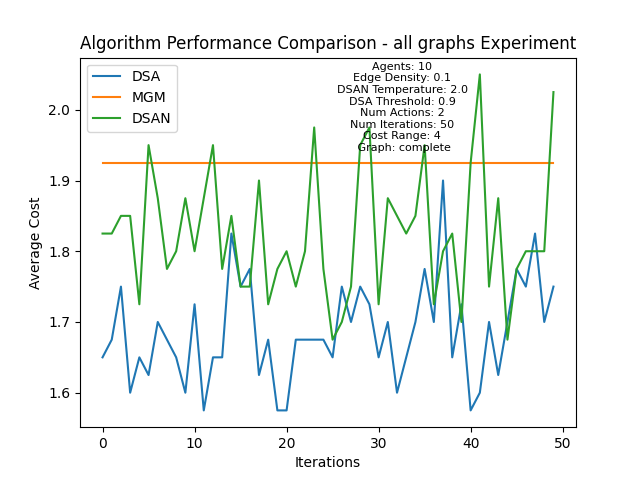 Algorithm Performance Comparison - all graphs Experiment
DSA
MGM
DSAN
Agents: 10
Edge Density: 0.1
DSAN Temperature: 2.0
DSA Threshold: 0.9
Num Actions: 2
Num Iterations: 50
Cost Range: 4
Graph: complete
Average Cost
2.0
1.9
1.8
1.7
1.6
0
10
20
30
40
50
Iterations